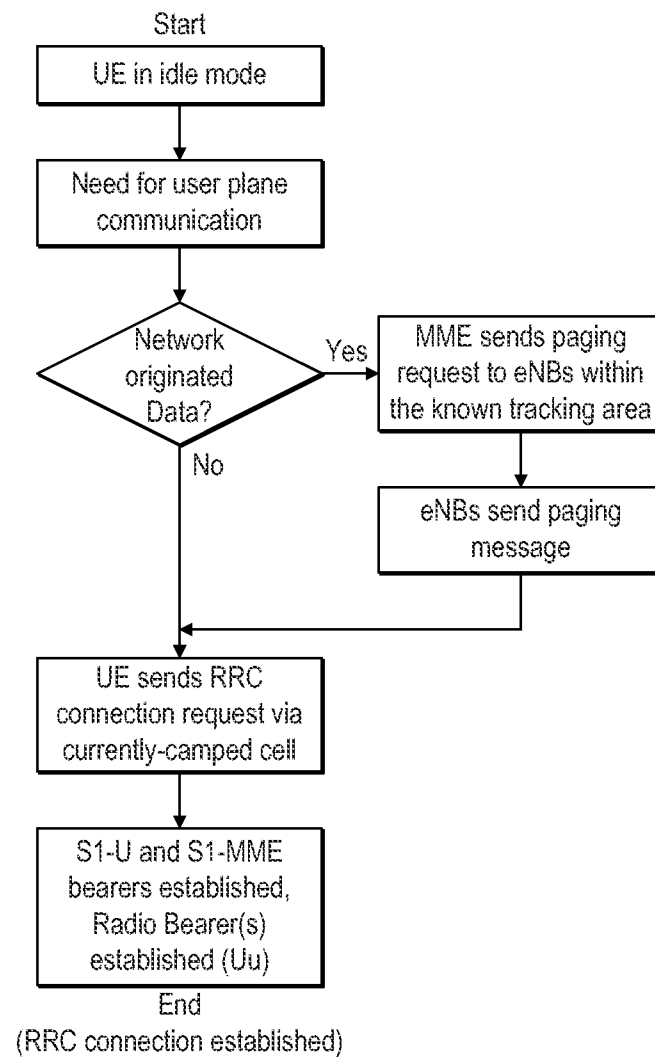 Start
UE in idle mode
Need for user plane
communication
Network
originated
Data?
Yes
MME sends paging
request to eNBs within
the known tracking area
No
eNBs send paging
message
UE sends RRC
connection request via
currently-camped cell
S1-U and S1-MME
bearers established,
Radio Bearer(s)
established (Uu)
End
(RRC connection established)